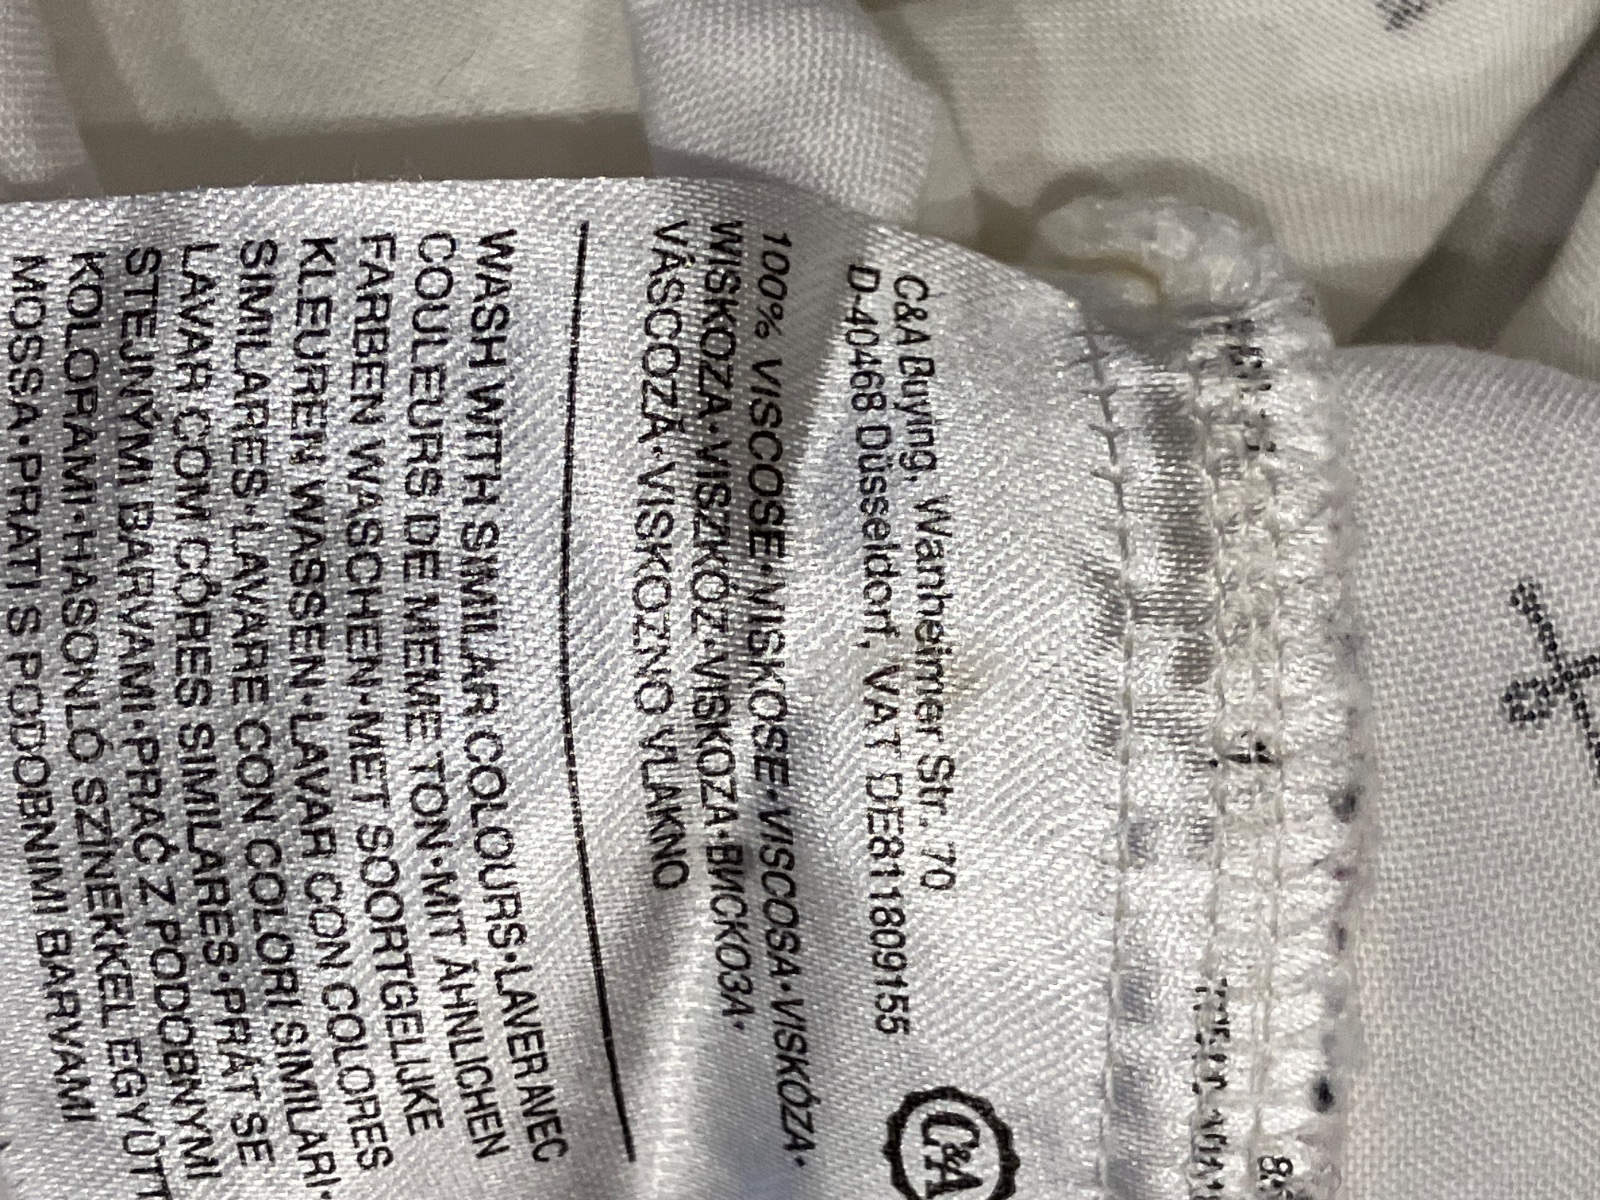 C&A Buying, Wanheimer Str. 70
D-40468 Düsseldorf, VAT DE811809155
C&A
100% VISCOSE·VISKOSE·VISCOSA·VISKÓZA·
WISKOZA·VISZKÓZ·VISKOZA·ВИСКОЗА·
VÂSCOZĂ·VISKOZNO VLAKNO
WASH WITH SIMILAR COLOURS·LAVER AVEC
COULEURS DE MEME TON·MIT ÄHNLICHEN
FARBEN WASCHEN·MET SOORTGELIJKE
KLEUREN WASSEN·LAVAR CON COLORES
SIMILARES·LAVARE CON COLORI SIMILARI·
LAVAR COM CÔRES SIMILARES·PRÁT SE
STEJNÝMI BARVAMI·PRAĆ Z PODOBNYMI
KOLORAMI·HASONLÓ SZÍNEKKEL EGYÜTT
MOSSA·PRATI S PODOBNIMI BARVAMI